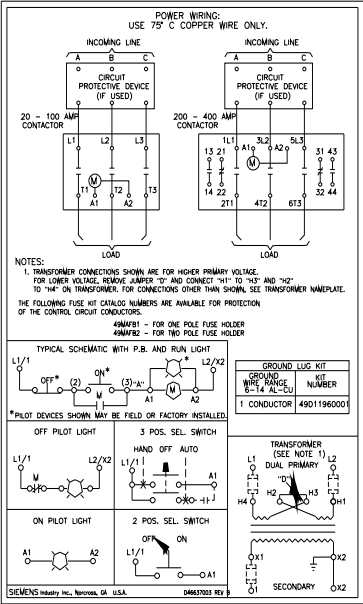 POWER WIRING:
USE 75° C COPPER WIRE ONLY.
INCOMING LINE
INCOMING LINE
A B C
A B C
CIRCUIT
PROTECTIVE DEVICE
(IF USED)
CIRCUIT
PROTECTIVE DEVICE
(IF USED)
20 - 100 AMP
CONTACTOR
200 - 400 AMP
CONTACTOR
L1 L2 L3
1L1 3L2 5L3
A1 A2
M
13 21
31 43
14 22
32 44
M
T1 T2 T3
A1 A2
2T1 4T2 6T3
LOAD
LOAD
NOTES:
1. TRANSFORMER CONNECTIONS SHOWN ARE FOR HIGHER PRIMARY VOLTAGE.
FOR LOWER VOLTAGE, REMOVE JUMPER "D" AND CONNECT "H1" TO "H3" AND "H2"
TO "H4" ON TRANSFORMER. FOR CONNECTIONS OTHER THAN SHOWN, SEE TRANSFORMER NAMEPLATE.
THE FOLLOWING FUSE KIT CATALOG NUMBERS ARE AVAILABLE FOR PROTECTION
OF THE CONTROL CIRCUIT CONDUCTORS.
49MAFB1 - FOR ONE POLE FUSE HOLDER
49MAFB2 - FOR TWO POLE FUSE HOLDER
TYPICAL SCHEMATIC WITH P.B. AND RUN LIGHT
L1/1 L2/X2
OFF* (2) ON* (3) "A" A1 M A2
M
*PILOT DEVICES SHOWN MAY BE FIELD OR FACTORY INSTALLED.
GROUND LUG KIT
GROUND
WIRE RANGE
6-14 AL-CU
KIT
NUMBER
1 CONDUCTOR 49D11960001
OFF PILOT LIGHT
L1/1 L2/X2
M
3 POS. SEL. SWITCH
HAND OFF AUTO
L1/1 A1
TRANSFORMER
(SEE NOTE 1)
DUAL PRIMARY
L1 L2
"D"
H4 H2 H3 H1
X1 X2
1 X2
SECONDARY
ON PILOT LIGHT
A1 A2
2 POS. SEL. SWITCH
OFF ON
L1/1
A1
SIEMENS Industry Inc., Norcross, GA U.S.A. D46637003 REV B